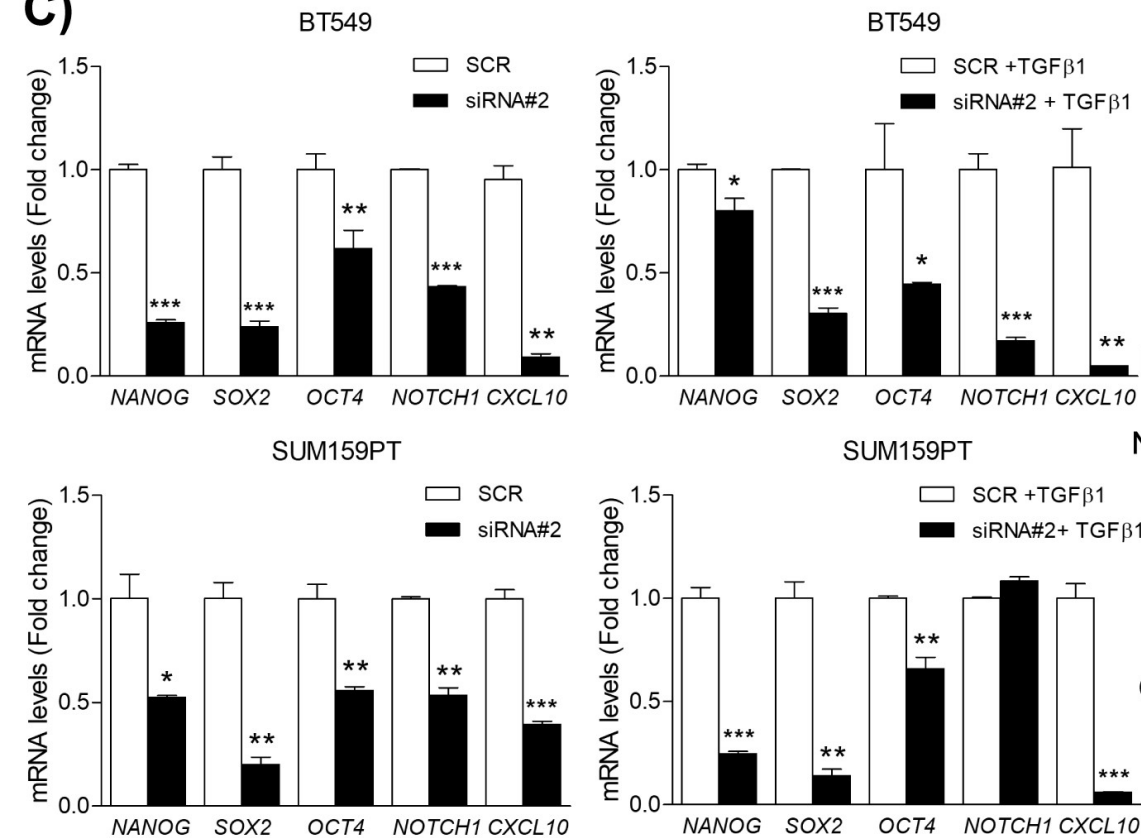 C)
BT549
mRNA levels (Fold change)
1.5
1.0
0.5
0.0
SCR
siRNA#2
***
***
**
***
**
NANOG SOX2 OCT4 NOTCH1 CXCL10
BT549
mRNA levels (Fold change)
1.5
1.0
0.5
0.0
SCR +TGFβ1
siRNA#2 + TGFβ1
*
***
*
***
**
NANOG SOX2 OCT4 NOTCH1 CXCL10
SUM159PT
mRNA levels (Fold change)
1.5
1.0
0.5
0.0
SCR
siRNA#2
*
**
**
**
***
NANOG SOX2 OCT4 NOTCH1 CXCL10
SUM159PT
mRNA levels (Fold change)
1.5
1.0
0.5
0.0
SCR +TGFβ1
siRNA#2+ TGFβ1
***
**
**
***
NANOG SOX2 OCT4 NOTCH1 CXCL10